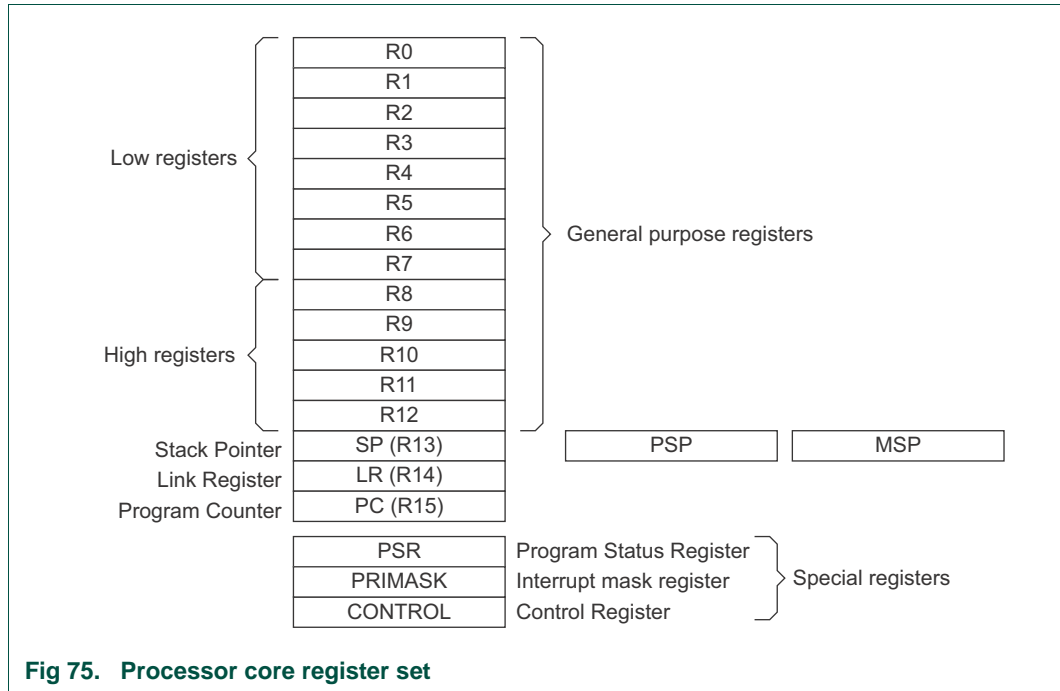 R0
R1
R2
R3
Low registers
R4
R5
R6
General purpose registers
R7
R8
R9
High registers
R10
R11
R12
Stack Pointer SP (R13) PSP MSP
Link Register LR (R14)
Program Counter PC (R15)
PSR Program Status Register
PRIMASK Interrupt mask register Special registers
CONTROL Control Register
Fig 75. Processor core register set